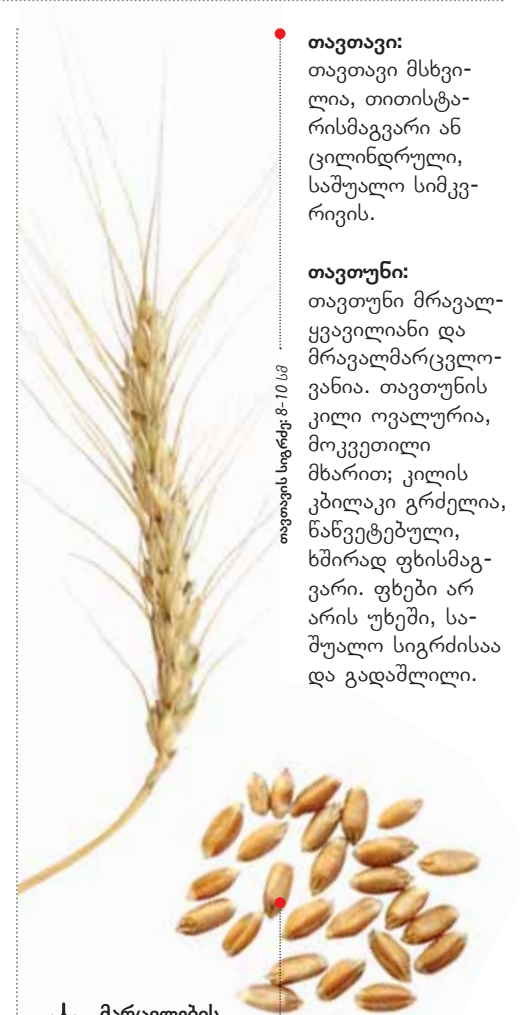 თავთავი:
თავთავი მსხვი-
ლია, თითისტა-
რისმაგვარი ან
ცილინდრული,
საშუალო სიმკვ-
რივის.
თავთუნი:
თავთუნი მრავალ-
ყვავილიანი და
მრავალმარცვლო-
ვანია. თავთუნის
კილი ოვალურია,
მოკვეთილი
მხარით; კილის
კბილაკი გრძელია,
წაწვეტებული,
ხშირად ფხისმაგ-
ვარი. ფხები არ
არის უხეში, სა-
შუალო სიგრძისაა
და გადაშლილი.
თავთავის სიგრძე: 8-10 სმ
მარცვლების